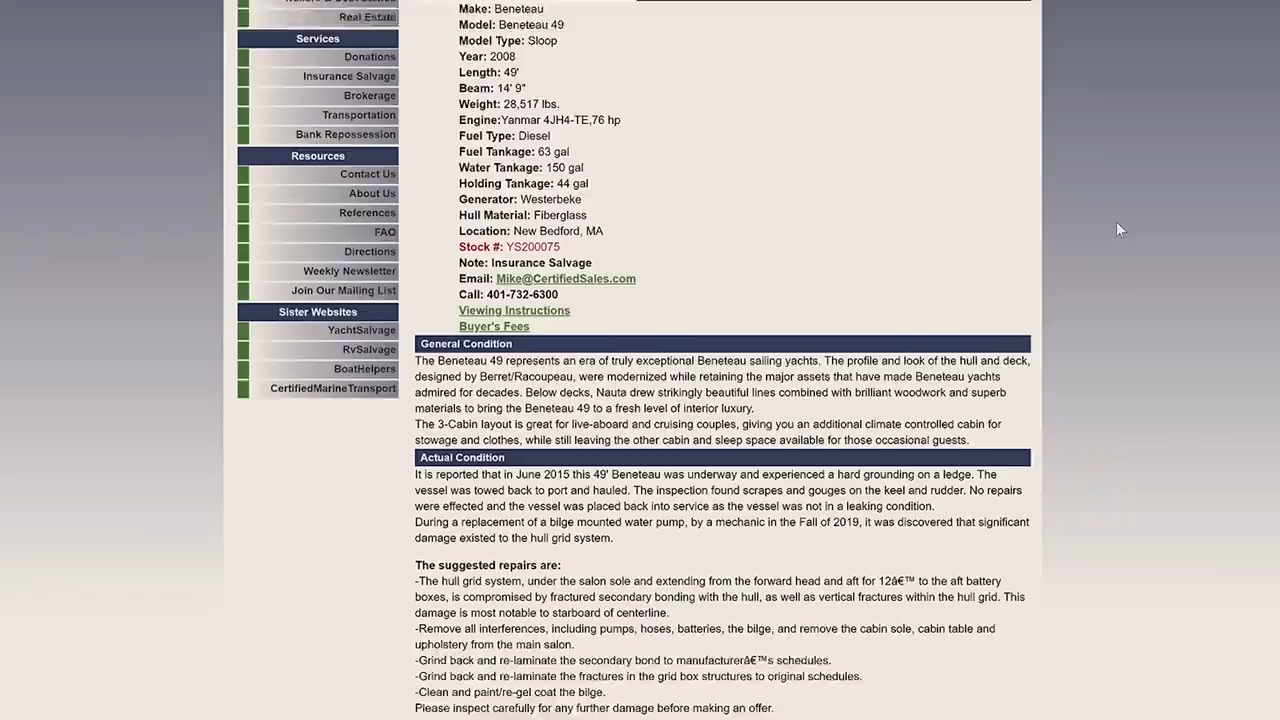 Real Estate
Services
Donations
Insurance Salvage
Brokerage
Transportation
Bank Repossession
Resources
Contact Us
About Us
References
FAQ
Directions
Weekly Newsletter
Join Our Mailing List
Sister Websites
YachtSalvage
RvSalvage
BoatHelpers
CertifiedMarineTransport
Make: Beneteau
Model: Beneteau 49
Model Type: Sloop
Year: 2008
Length: 49'
Beam: 14' 9"
Weight: 28,517 lbs.
Engine:Yanmar 4JH4-TE,76 hp
Fuel Type: Diesel
Fuel Tankage: 63 gal
Water Tankage: 150 gal
Holding Tankage: 44 gal
Generator: Westerbeke
Hull Material: Fiberglass
Location: New Bedford, MA
Stock #: YS200075
Note: Insurance Salvage
Email: Mike@CertifiedSales.com
Call: 401-732-6300
Viewing Instructions
Buyer's Fees
General Condition
The Beneteau 49 represents an era of truly exceptional Beneteau sailing yachts. The profile and look of the hull and deck,
designed by Berret/Racoupeau, were modernized while retaining the major assets that have made Beneteau yachts
admired for decades. Below decks, Nauta drew strikingly beautiful lines combined with brilliant woodwork and superb
materials to bring the Beneteau 49 to a fresh level of interior luxury.
The 3-Cabin layout is great for live-aboard and cruising couples, giving you an additional climate controlled cabin for
stowage and clothes, while still leaving the other cabin and sleep space available for those occasional guests.
Actual Condition
It is reported that in June 2015 this 49' Beneteau was underway and experienced a hard grounding on a ledge. The
vessel was towed back to port and hauled. The inspection found scrapes and gouges on the keel and rudder. No repairs
were effected and the vessel was placed back into service as the vessel was not in a leaking condition.
During a replacement of a bilge mounted water pump, by a mechanic in the Fall of 2019, it was discovered that significant
damage existed to the hull grid system.
The suggested repairs are:
-The hull grid system, under the salon sole and extending from the forward head and aft for 12â€™ to the aft battery
boxes, is compromised by fractured secondary bonding with the hull, as well as vertical fractures within the hull grid. This
damage is most notable to starboard of centerline.
-Remove all interferences, including pumps, hoses, batteries, the bilge, and remove the cabin sole, cabin table and
upholstery from the main salon.
-Grind back and re-laminate the secondary bond to manufacturerâ€™s schedules.
-Grind back and re-laminate the fractures in the grid box structures to original schedules.
-Clean and paint/re-gel coat the bilge.
Please inspect carefully for any further damage before making an offer.